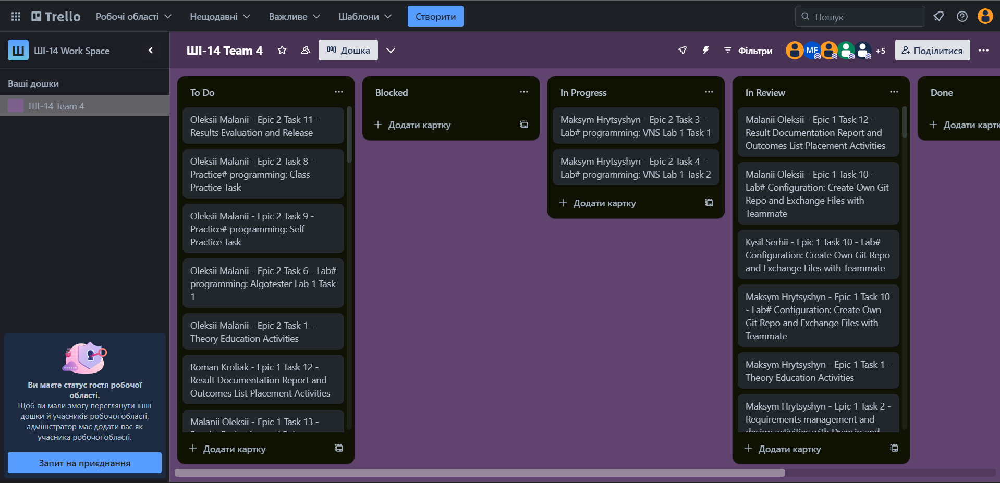 Trello
Робочі області
Нещодавні
Важливе
Шаблони
Створити
Пошук
Ш
ШІ-14 Work Space
Ваші дошки
ШІ-14 Team 4
Ви маєте статус гостя робочої
області.
Щоб ви мали змогу переглянути інші
дошки й учасників робочої області,
адміністратор має додати вас як
учасника робочої області.
Запит на приєднання
ШІ-14 Team 4
Дошка
Фільтри
MF
+5
Поділитися
To Do
Oleksii Malanii - Epic 2 Task 11 -
Results Evaluation and Release
Oleksii Malanii - Epic 2 Task 8 -
Practice# programming: Class
Practice Task
Oleksii Malanii - Epic 2 Task 9 -
Practice# programming: Self
Practice Task
Oleksii Malanii - Epic 2 Task 6 - Lab#
programming: Algotester Lab 1 Task
1
Oleksii Malanii - Epic 2 Task 1 -
Theory Education Activities
Roman Kroliak - Epic 1 Task 12 -
Result Documentation Report and
Outcomes List Placement Activities
Malanii Oleksii - Epic 1 Task 13 -
Додати картку
Blocked
Додати картку
In Progress
Maksym Hrytsyshyn - Epic 2 Task 3 -
Lab# programming: VNS Lab 1 Task 1
Maksym Hrytsyshyn - Epic 2 Task 4 -
Lab# programming: VNS Lab 1 Task 2
Додати картку
In Review
Malanii Oleksii - Epic 1 Task 12 -
Result Documentation Report and
Outcomes List Placement Activities
Malanii Oleksii - Epic 1 Task 10 -
Lab# Configuration: Create Own Git
Repo and Exchange Files with
Teammate
Kysil Serhii - Epic 1 Task 10 - Lab#
Configuration: Create Own Git Repo
and Exchange Files with Teammate
Maksym Hrytsyshyn - Epic 1 Task 10
- Lab# Configuration: Create Own
Git Repo and Exchange Files with
Teammate
Maksym Hrytsyshyn - Epic 1 Task 1 -
Theory Education Activities
Maksym Hrytsyshyn - Epic 1 Task 2 -
Requirements management and
design activities with Draw.io and
Додати картку
Done
Додати картк